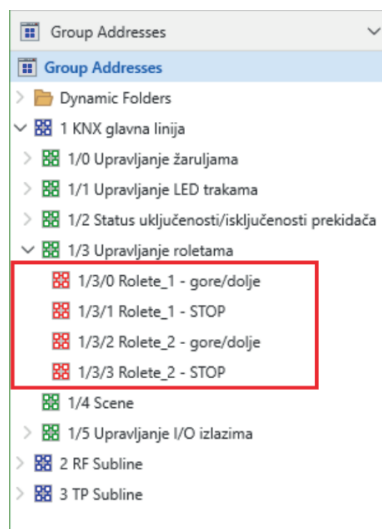 Group Addresses
Group Addresses
Dynamic Folders
1 KNX glavna linija
1/0 Upravljanje žaruljama
1/1 Upravljanje LED trakama
1/2 Status uključenosti/isključenosti prekidača
1/3 Upravljanje roletama
1/3/0 Rolete_1 - gore/dolje
1/3/1 Rolete_1 - STOP
1/3/2 Rolete_2 - gore/dolje
1/3/3 Rolete_2 - STOP
1/4 Scene
1/5 Upravljanje I/O izlazima
2 RF Subline
3 TP Subline